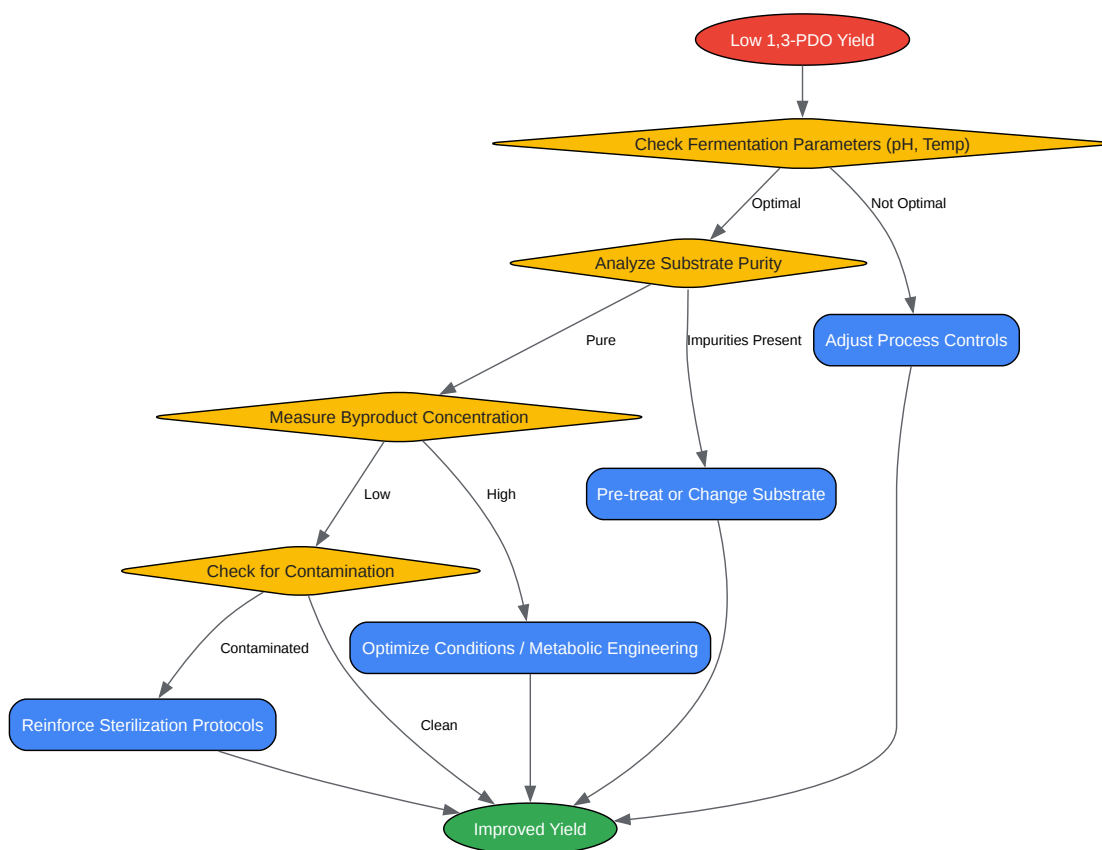 Low 1,3-PDO Yield
Check Fermentation Parameters (pH, Temp)
Optimal
Not Optimal
Analyze Substrate Purity
Adjust Process Controls
Pure
Impurities Present
Measure Byproduct Concentration
Low
High
Pre-treat or Change Substrate
Check for Contamination
Contaminated
Optimize Conditions / Metabolic Engineering
Reinforce Sterilization Protocols
Clean
Improved Yield